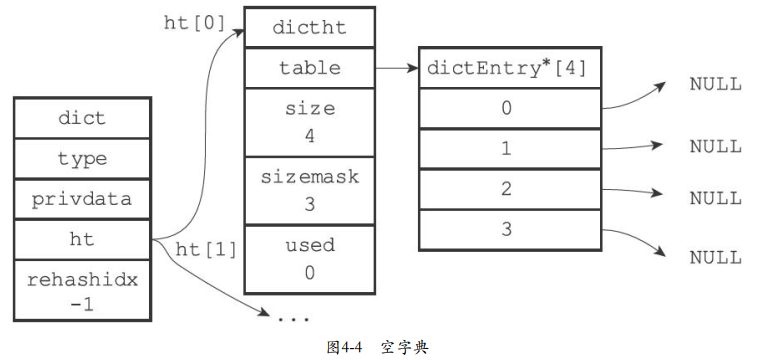 dict
type
privdata
ht
rehashidx
-1
ht[0]
ht[1]
dictht
table
size
4
sizemask
3
used
0
...
dictEntry*[4]
0
1
2
3
NULL
NULL
NULL
NULL
图4-4 空字典